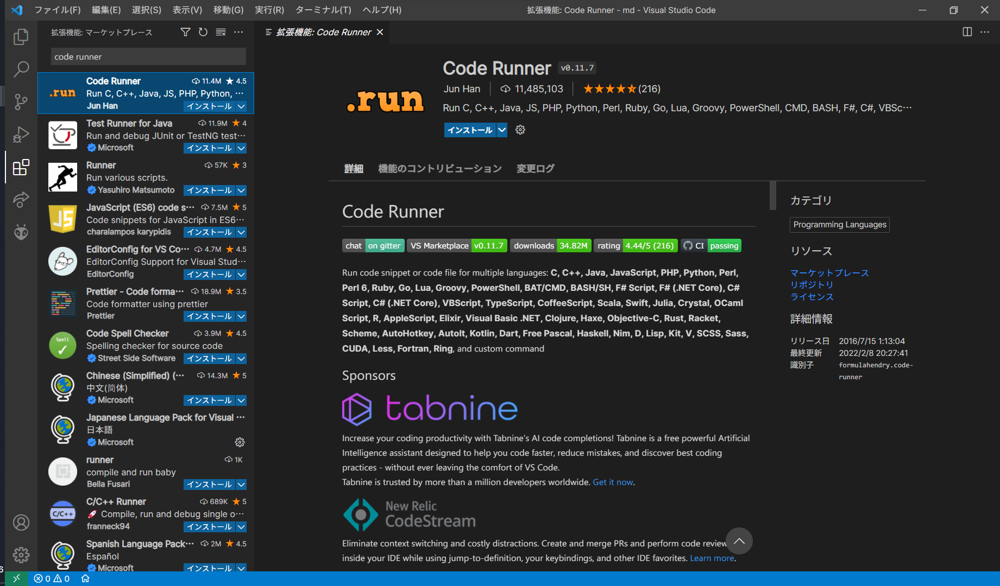 ファイル(F) 編集(E) 選択(S) 表示(V) 移動(G) 実行(R) ターミナル(T) ヘルプ(H) 拡張機能: Code Runner - md - Visual Studio Code
拡張機能: マーケットプレース
code runner
Code Runner 11.4M 4.5
Run C, C++, Java, JS, PHP, Python, ···
Jun Han インストール
Test Runner for Java 11.9M 4
Run and debug JUnit or TestNG test···
Microsoft インストール
Runner 57K 3
Run various scripts.
Yasuhiro Matsumoto インストール
JavaScript (ES6) code s··· 7.5M 5
Code snippets for JavaScript in ES6···
charalampos karypidis インストール
EditorConfig for VS Co··· 4.7M 4.5
EditorConfig Support for Visual Stud···
EditorConfig インストール
Prettier - Code forma··· 18.9M 3.5
Code formatter using prettier
Prettier インストール
Spell
Code Spell Checker 3.9M 4.5
Spelling checker for source code
Street Side Software インストール
Chinese (Simplified) (··· 14.3M 5
中文(简体)
Microsoft インストール
Japanese Language Pack for Visual ···
日本語
Microsoft
runner 1K
compile and run baby
Bella Fusari インストール
C/C++
C/C++ Runner 689K 5
🚀 Compile, run and debug single o···
franneck94 インストール
Spanish Language Pack··· 2M 4.5
Español
Microsoft インストール
JS
拡張機能: Code Runner
.run
.run
Code Runner v0.11.7
Jun Han 11,485,103 (216)
Run C, C++, Java, JS, PHP, Python, Perl, Ruby, Go, Lua, Groovy, PowerShell, CMD, BASH, F#, C#, VBSc···
インストール
詳細 機能のコントリビューション 変更ログ
Code Runner
chat on gitter VS Marketplace v0.11.7 downloads 34.82M rating 4.44/5 (216) CI passing
Run code snippet or code file for multiple languages: C, C++, Java, JavaScript, PHP, Python, Perl,
Perl 6, Ruby, Go, Lua, Groovy, PowerShell, BAT/CMD, BASH/SH, F# Script, F# (.NET Core), C#
Script, C# (.NET Core), VBScript, TypeScript, CoffeeScript, Scala, Swift, Julia, Crystal, OCaml
Script, R, AppleScript, Elixir, Visual Basic .NET, Clojure, Haxe, Objective-C, Rust, Racket,
Scheme, AutoHotkey, AutoIt, Kotlin, Dart, Free Pascal, Haskell, Nim, D, Lisp, Kit, V, SCSS, Sass,
CUDA, Less, Fortran, Ring, and custom command
Sponsors
tabnine
Increase your coding productivity with Tabnine's AI code completions! Tabnine is a free powerful Artificial
Intelligence assistant designed to help you code faster, reduce mistakes, and discover best coding
practices - without ever leaving the comfort of VS Code.
Tabnine is trusted by more than a million developers worldwide. Get it now.
New Relic
CodeStream
Eliminate context switching and costly distractions. Create and merge PRs and perform code review
inside your IDE while using jump-to-definition, your keybindings, and other IDE favorites. Learn more.
カテゴリ
Programming Languages
リソース
マーケットプレース
リポジトリ
ライセンス
詳細情報
リリース日 2016/7/15 1:13:04
最終更新 2022/2/8 20:27:41
識別子 formulahendry.code-
runner
6
0 0